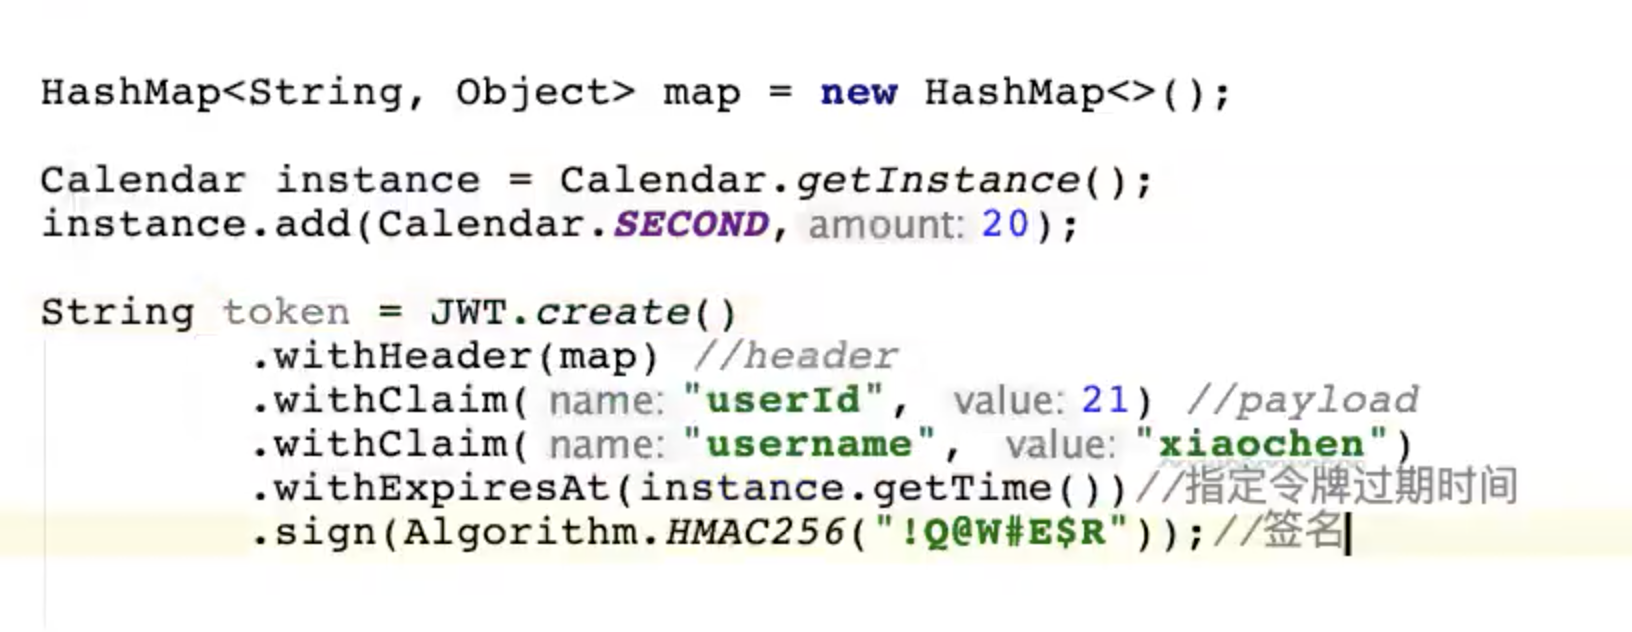 HashMap<String, Object> map = new HashMap<>();
Calendar instance = Calendar.getInstance();
instance.add(Calendar.SECOND, amount: 20);
String token = JWT.create()
.withHeader(map) //header
.withClaim( name: "userId", value: 21) //payload
.withClaim( name: "username", value: "xiaochen")
.withExpiresAt(instance.getTime())//指定令牌过期时间
.sign(Algorithm.HMAC256("!Q@W#E$R"));//签名